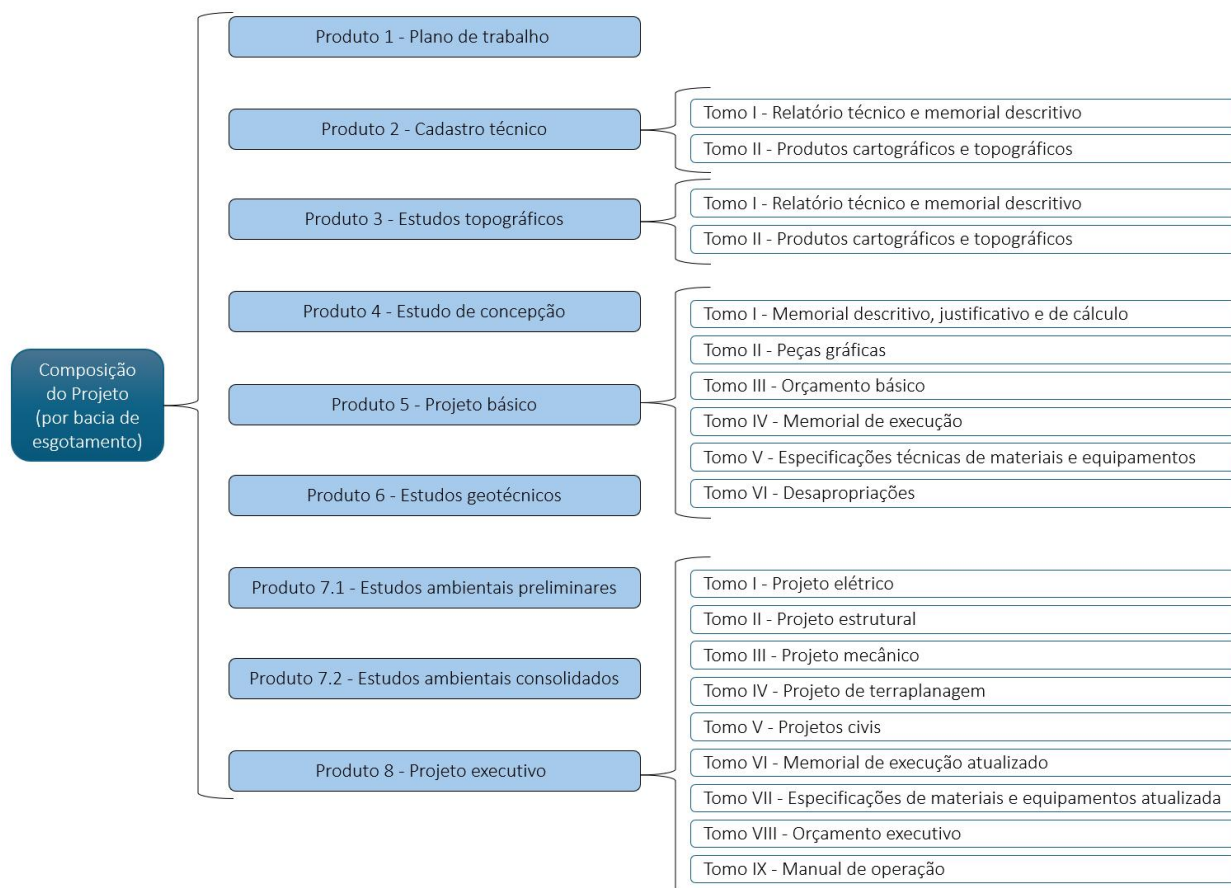 Composição
do Projeto
(por bacia de
esgotamento)
Produto 1 - Plano de trabalho
Produto 2 - Cadastro técnico
Tomo I - Relatório técnico e memorial descritivo
Tomo II - Produtos cartográficos e topográficos
Produto 3 - Estudos topográficos
Tomo I - Relatório técnico e memorial descritivo
Tomo II - Produtos cartográficos e topográficos
Produto 4 - Estudo de concepção
Produto 5 - Projeto básico
Tomo I - Memorial descritivo, justificativo e de cálculo
Tomo II - Peças gráficas
Tomo III - Orçamento básico
Tomo IV - Memorial de execução
Tomo V - Especificações técnicas de materiais e equipamentos
Tomo VI - Desapropriações
Produto 6 - Estudos geotécnicos
Produto 7.1 - Estudos ambientais preliminares
Produto 7.2 - Estudos ambientais consolidados
Produto 8 - Projeto executivo
Tomo I - Projeto elétrico
Tomo II - Projeto estrutural
Tomo III - Projeto mecânico
Tomo IV - Projeto de terraplanagem
Tomo V - Projetos civis
Tomo VI - Memorial de execução atualizado
Tomo VII - Especificações de materiais e equipamentos atualizada
Tomo VIII - Orçamento executivo
Tomo IX - Manual de operação